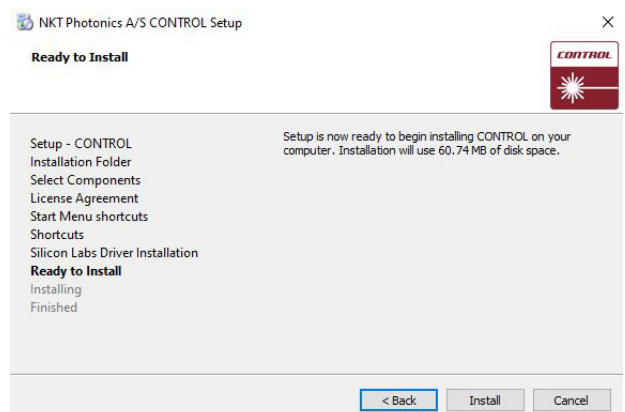 NKT Photonics A/S CONTROL Setup
Ready to Install
CONTROL
Setup - CONTROL
Installation Folder
Select Components
License Agreement
Start Menu shortcuts
Shortcuts
Silicon Labs Driver Installation
Ready to Install
Installing
Finished
Setup is now ready to begin installing CONTROL on your
computer. Installation will use 60.74 MB of disk space.
< Back
Install
Cancel